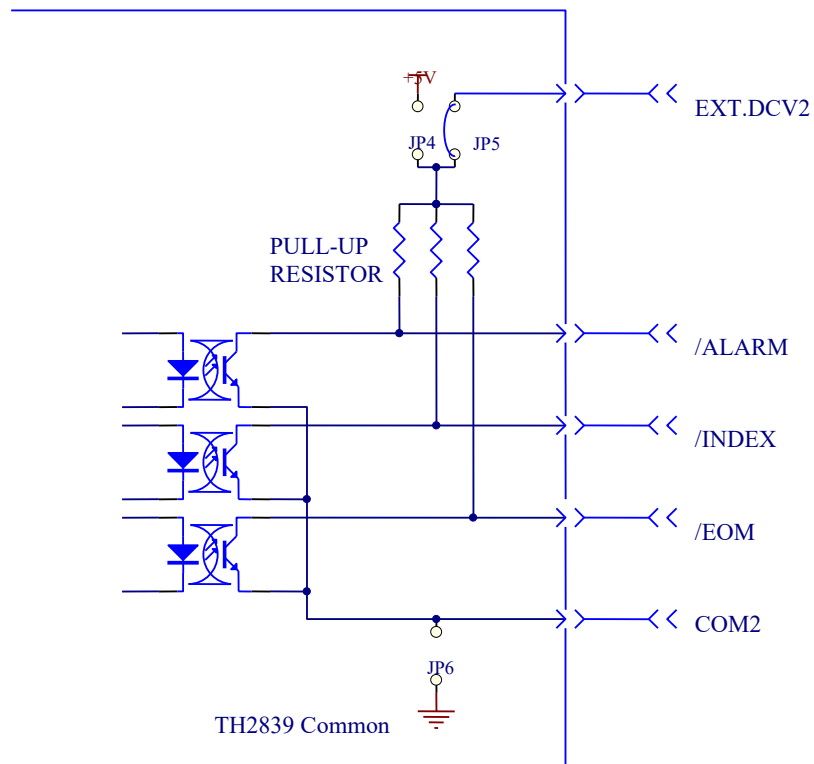 +5V
EXT.DCV2
JP4
JP5
PULL-UP
RESISTOR
/ALARM
/INDEX
/EOM
COM2
JP6
TH2839 Common